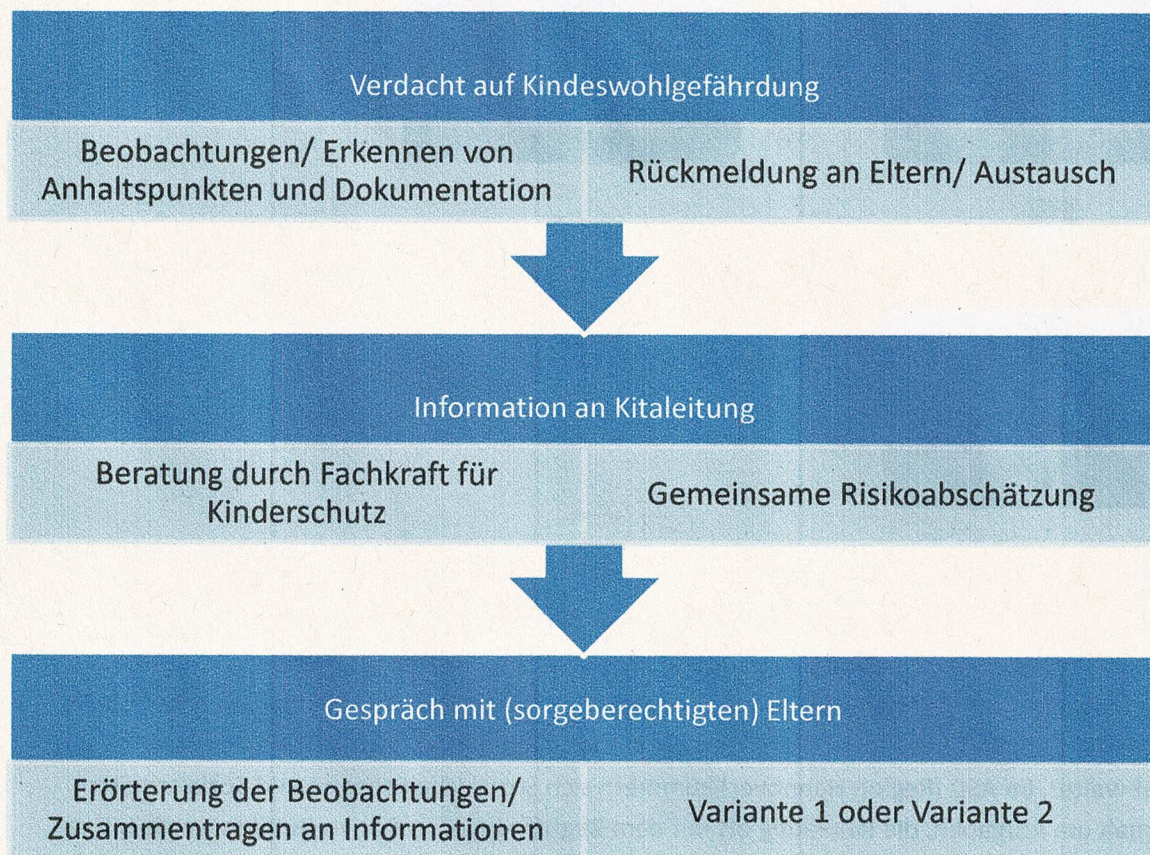 Verdacht auf Kindeswohlgefährdung
Beobachtungen/ Erkennen von
Anhaltspunkten und Dokumentation
Rückmeldung an Eltern/ Austausch
Information an Kitaleitung
Beratung durch Fachkraft für
Kinderschutz
Gemeinsame Risikoabschätzung
Gespräch mit (sorgeberechtigten) Eltern
Erörterung der Beobachtungen/
Zusammentragen an Informationen
Variante 1 oder Variante 2